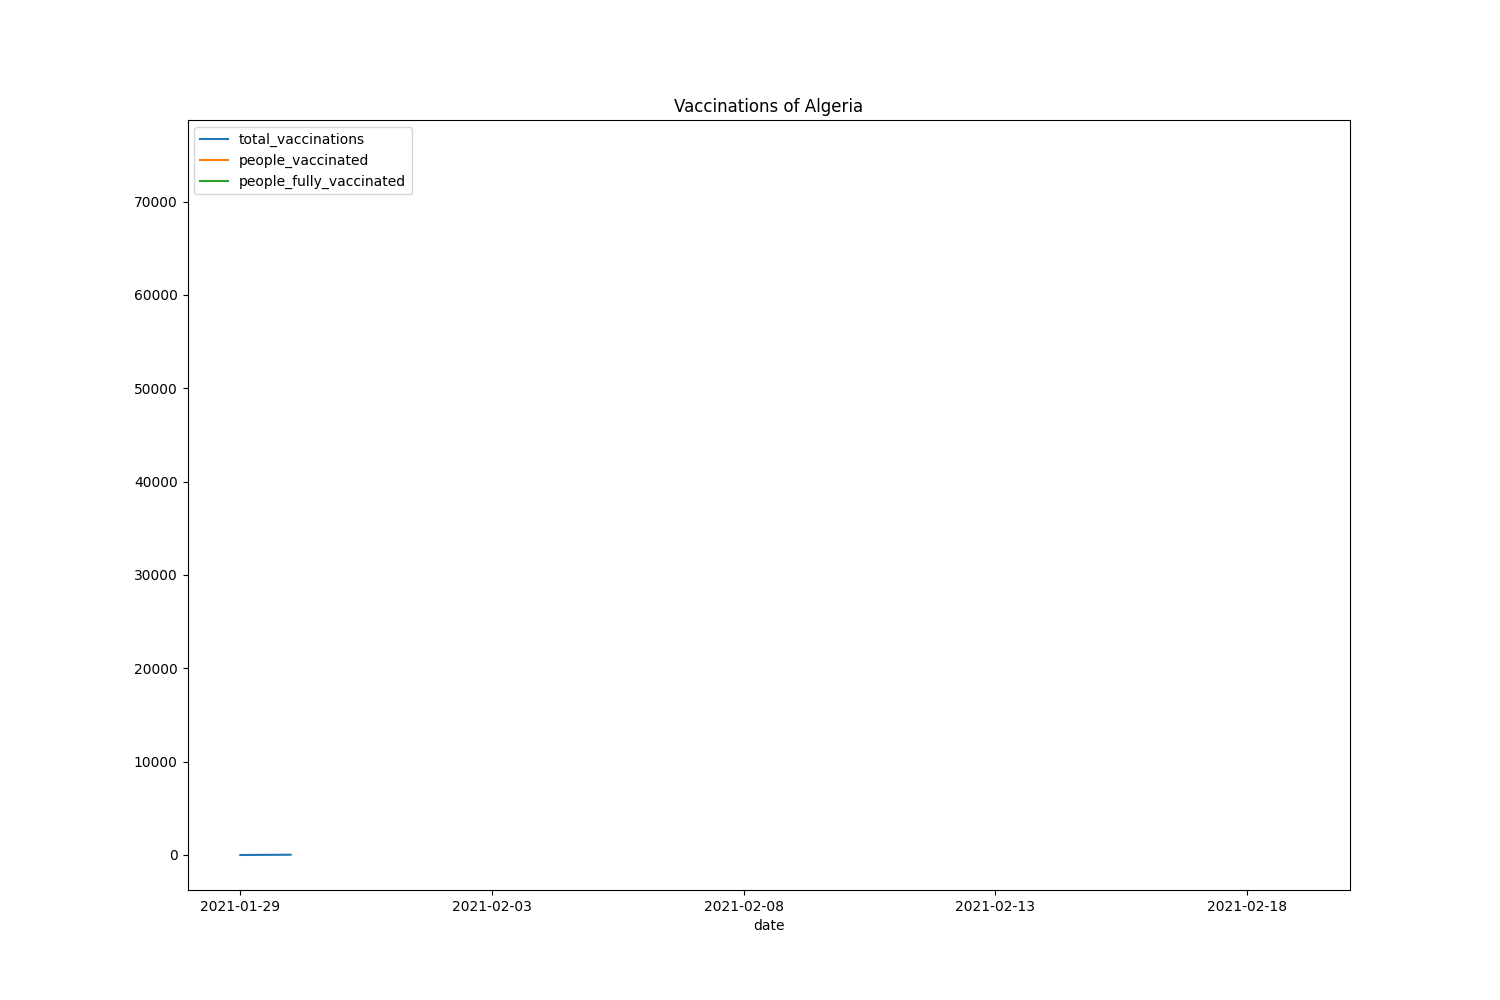 Vaccinations of Algeria
total_vaccinations
people_vaccinated
people_fully_vaccinated
70000
60000
50000
40000
30000
20000
10000
0
2021-01-29 2021-02-03 2021-02-08 2021-02-13 2021-02-18
date